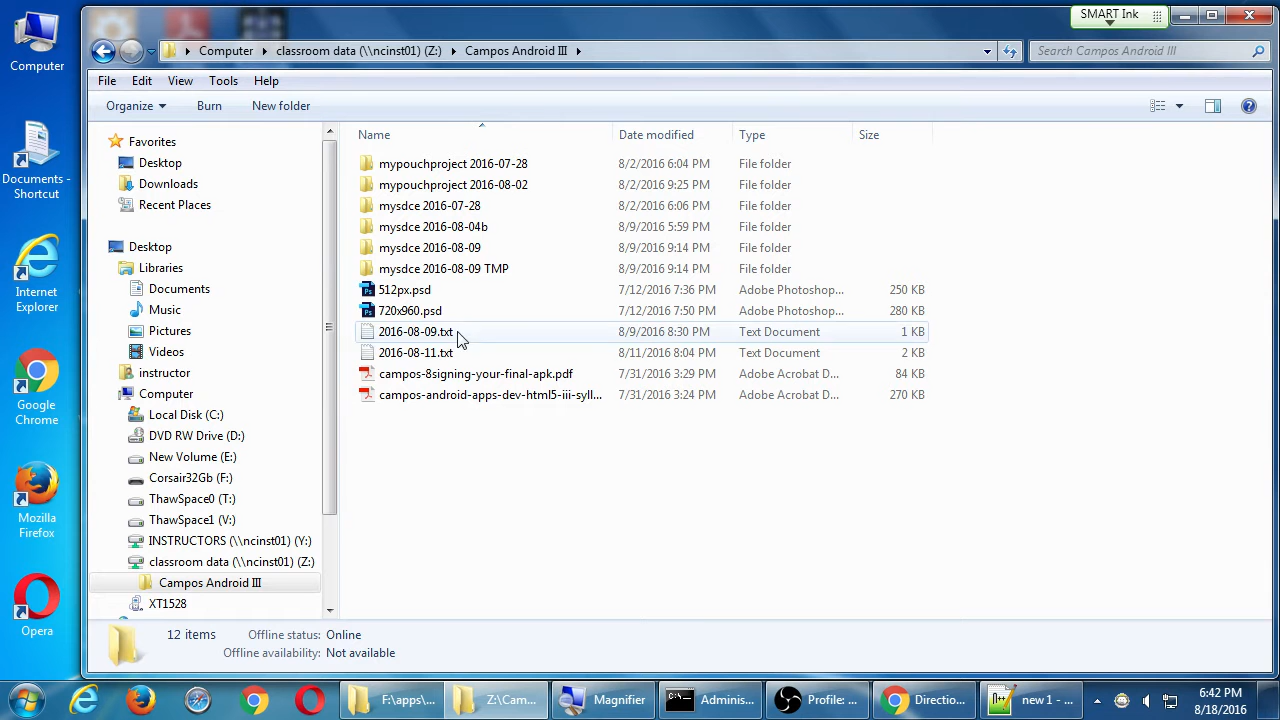 SMART Ink
Computer
classroom data (\\ncinst01) (Z:)
Campos Android III
Search Campos Android III
File
Edit
View
Tools
Help
Organize
Burn
New folder
Name
Date modified
Type
Size
Favorites
Desktop
Downloads
Recent Places
Desktop
Libraries
Documents
Music
Pictures
Videos
instructor
Computer
Local Disk (C:)
DVD RW Drive (D:)
New Volume (E:)
Corsair32Gb (F:)
ThawSpace0 (T:)
ThawSpace1 (V:)
INSTRUCTORS (\\ncinst01) (Y:)
classroom data (\\ncinst01) (Z:)
Campos Android III
XT1528
mypouchproject 2016-07-28 8/2/2016 6:04 PM File folder
mypouchproject 2016-08-02 8/2/2016 9:25 PM File folder
mysdce 2016-07-28 8/2/2016 6:06 PM File folder
mysdce 2016-08-04b 8/9/2016 5:59 PM File folder
mysdce 2016-08-09 8/9/2016 9:14 PM File folder
mysdce 2016-08-09 TMP 8/9/2016 9:14 PM File folder
512px.psd 7/12/2016 7:36 PM Adobe Photoshop... 250 KB
720x960.psd 7/12/2016 7:50 PM Adobe Photoshop... 280 KB
2016-08-09.txt 8/9/2016 8:30 PM Text Document 1 KB
2016-08-11.txt 8/11/2016 8:04 PM Text Document 2 KB
campos-8signing-your-final-apk.pdf 7/31/2016 3:29 PM Adobe Acrobat D... 84 KB
campos-android-apps-dev-html5-iii-syll... 7/31/2016 3:24 PM Adobe Acrobat D... 270 KB
12 items
Offline status: Online
Offline availability: Not available
Computer
Documents -
Shortcut
Internet
Explorer
Google
Chrome
Mozilla
Firefox
Opera
F:\apps\...
Z:\Cam...
Magnifier
Adminis...
Profile: ...
Directio...
new 1 - ...
6:42 PM
8/18/2016